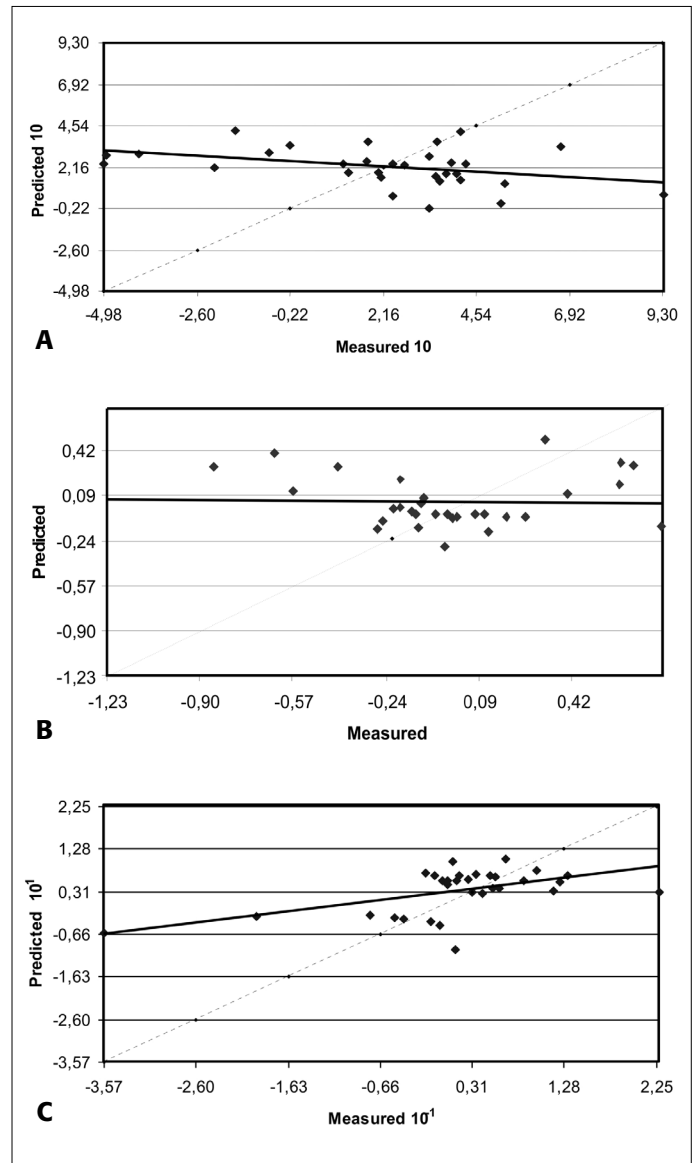 9,30
6,92
4,54
2,16
-0,22
-2,60
-4,98
Predicted 10
-4,98 -2,60 -0,22 2,16 4,54 6,92 9,30
Measured 10
A
0,42
0,09
-0,24
-0,57
-0,90
-1,23
Predicted
-1,23 -0,90 -0,57 -0,24 0,09 0,42
Measured
B
2,25
1,28
0,31
-0,66
-1,63
-2,60
-3,57
Predicted 10¹
-3,57 -2,60 -1,63 -0,66 0,31 1,28 2,25
Measured 10⁻¹
C